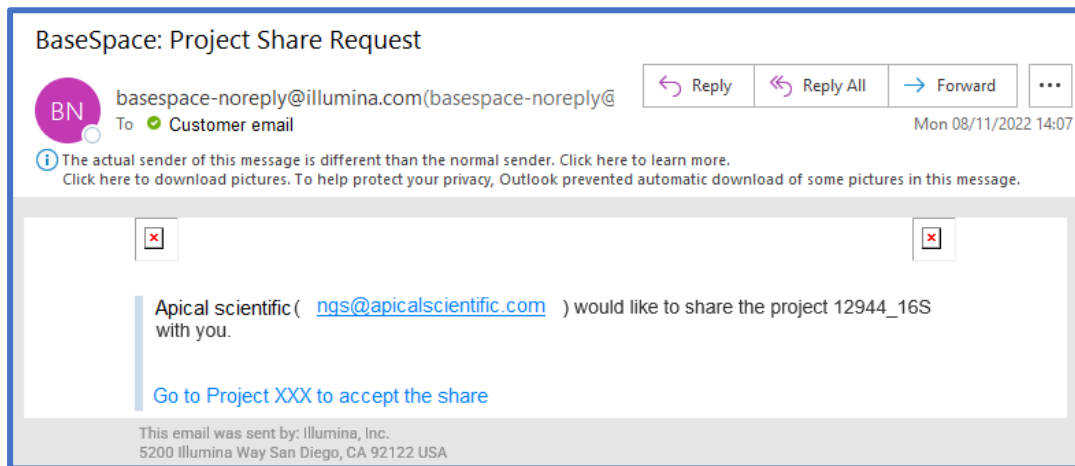 BaseSpace: Project Share Request
Reply
Reply All
Forward
BN
basespace-noreply@illumina.com(basespace-noreply@
To Customer email
Mon 08/11/2022 14:07
The actual sender of this message is different than the normal sender. Click here to learn more.
Click here to download pictures. To help protect your privacy, Outlook prevented automatic download of some pictures in this message.
Apical scientific( ngs@apicalscientific.com ) would like to share the project 12944_16S
with you.
Go to Project XXX to accept the share
This email was sent by: Illumina, Inc.
5200 Illumina Way San Diego, CA 92122 USA